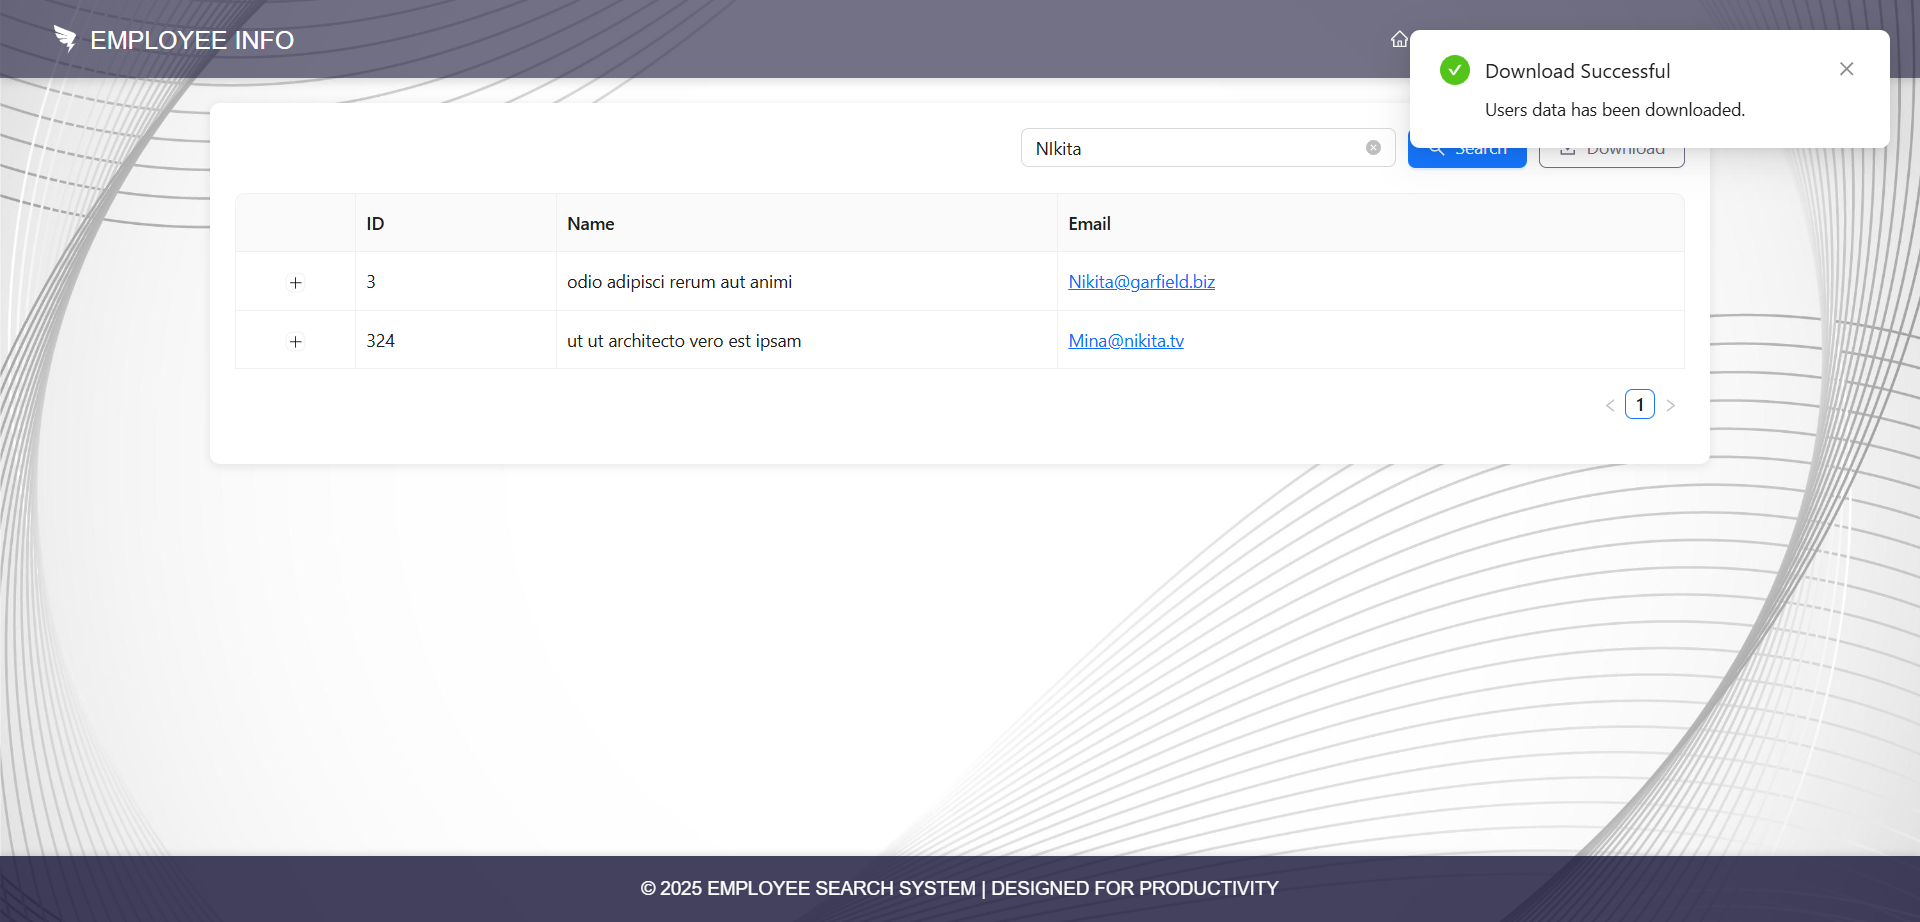 EMPLOYEE INFO
Download Successful
Users data has been downloaded.
NIkita
Search
Download
ID Name Email
3 odio adipisci rerum aut animi Nikita@garfield.biz
324 ut ut architecto vero est ipsam Mina@nikita.tv
1
© 2025 EMPLOYEE SEARCH SYSTEM | DESIGNED FOR PRODUCTIVITY